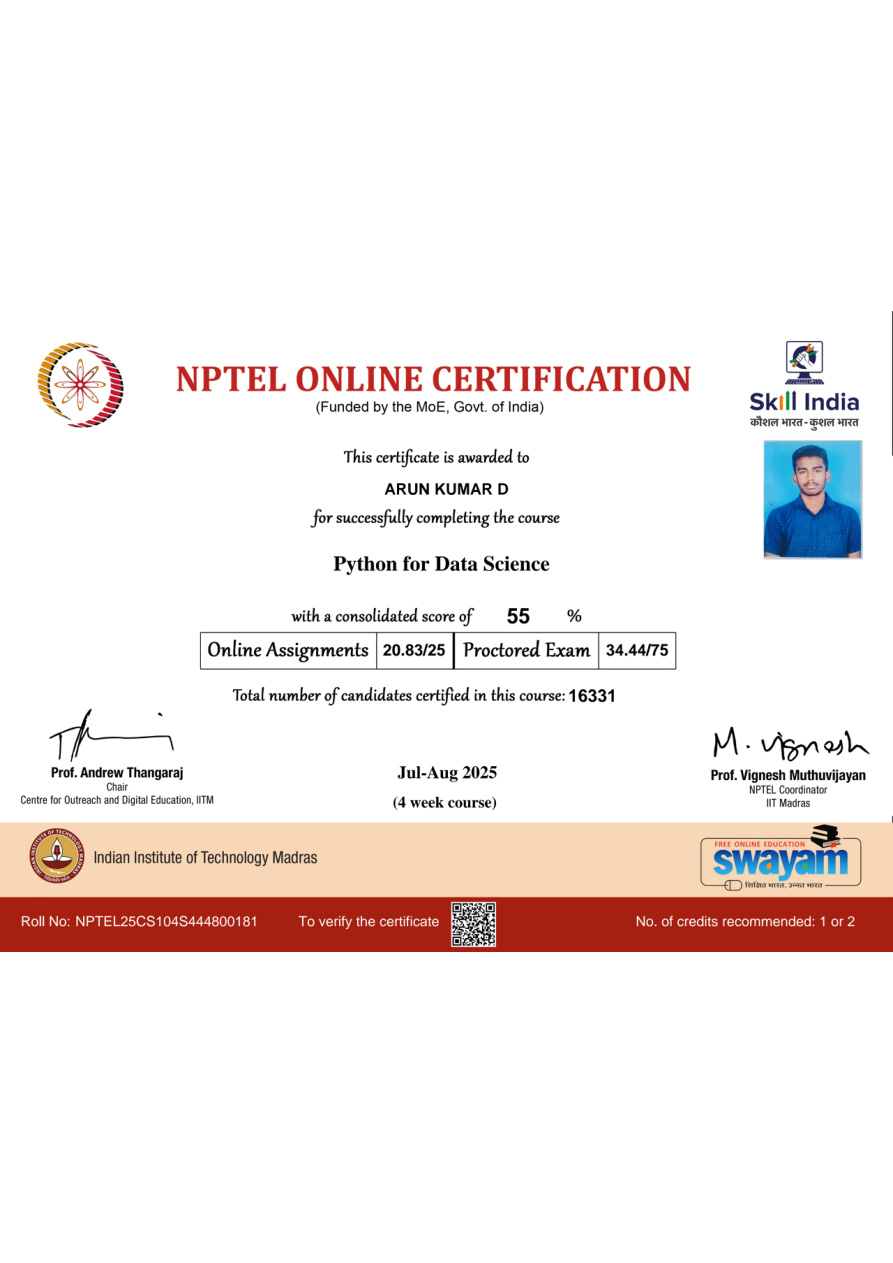 NPTEL ONLINE CERTIFICATION
(Funded by the MoE, Govt. of India)
Skill India
कौशल भारत - कुशल भारत
This certificate is awarded to
ARUN KUMAR D
for successfully completing the course
Python for Data Science
with a consolidated score of 55 %
Online Assignments 20.83/25 Proctored Exam 34.44/75
Total number of candidates certified in this course: 16331
M. Vignesh
Prof. Andrew Thangaraj
Chair
Centre for Outreach and Digital Education, IITM
Jul-Aug 2025
(4 week course)
Prof. Vignesh Muthuvijayan
NPTEL Coordinator
IIT Madras
INDIAN INSTITUTE OF TECHNOLOGY MADRAS
Indian Institute of Technology Madras
FREE ONLINE EDUCATION
swayam
शिक्षित भारत, उन्नत भारत
Roll No: NPTEL25CS104S444800181 To verify the certificate No. of credits recommended: 1 or 2